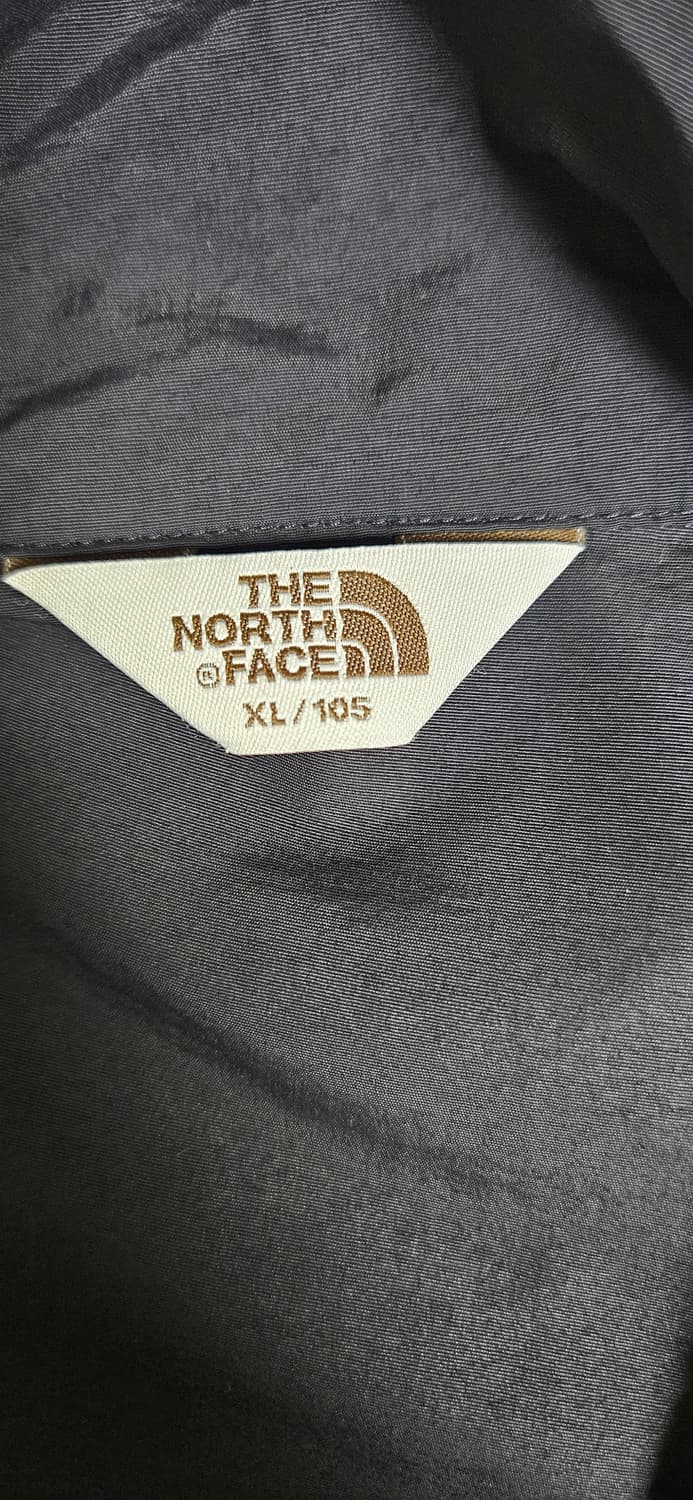 THE
NORTH
® FACE
XL/105